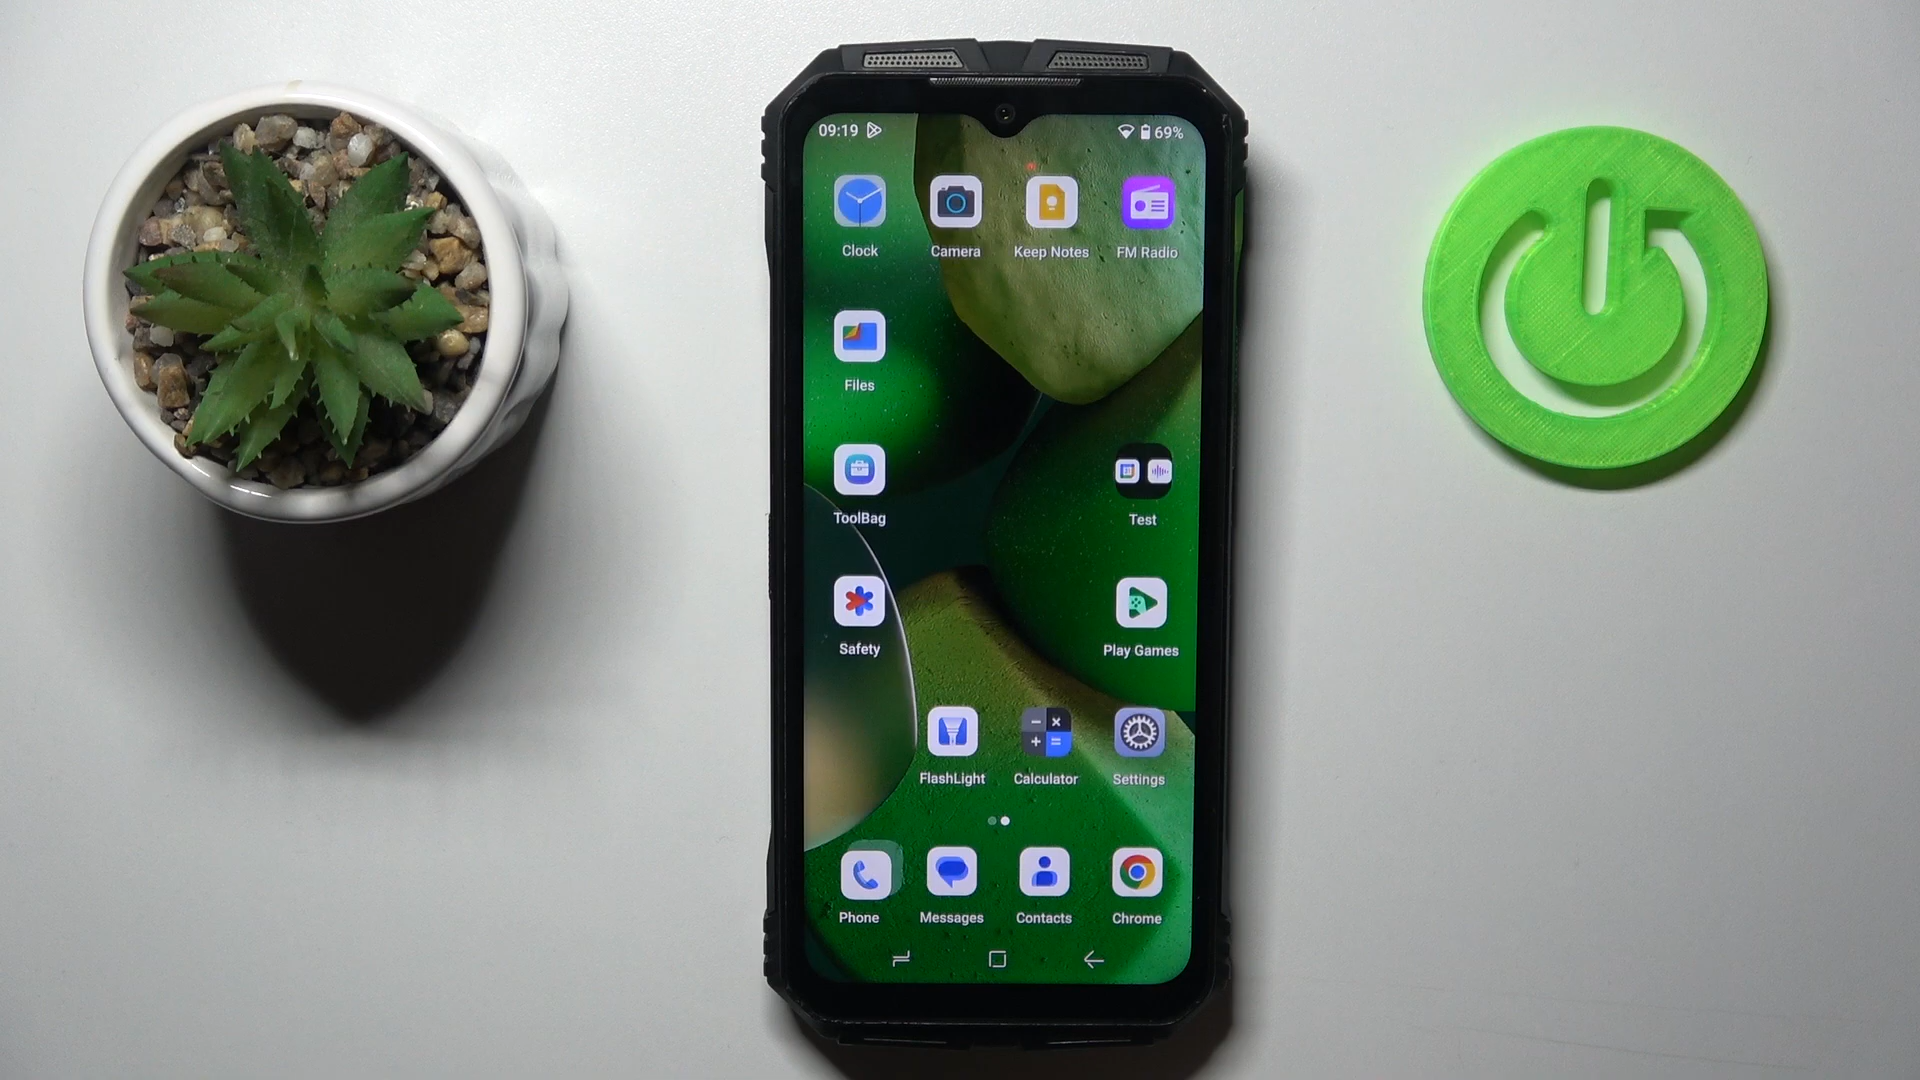 09:19 69%
Clock Camera Keep Notes FM Radio
Files
ToolBag Test
Safety Play Games
FlashLight Calculator Settings
Phone Messages Contacts Chrome